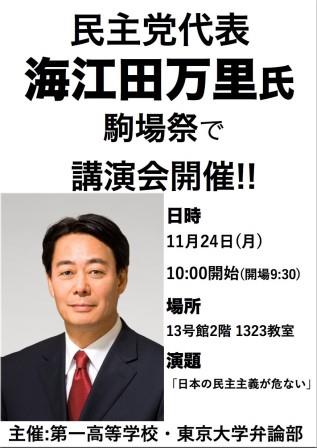 民主党代表
海江田万里氏
駒場祭で
講演会開催!!
日時
11月24日(月)
10:00開始(開場9:30)
場所
13号館2階 1323教室
演題
「日本の民主主義が危ない」
主催:第一高等学校・東京大学弁論部